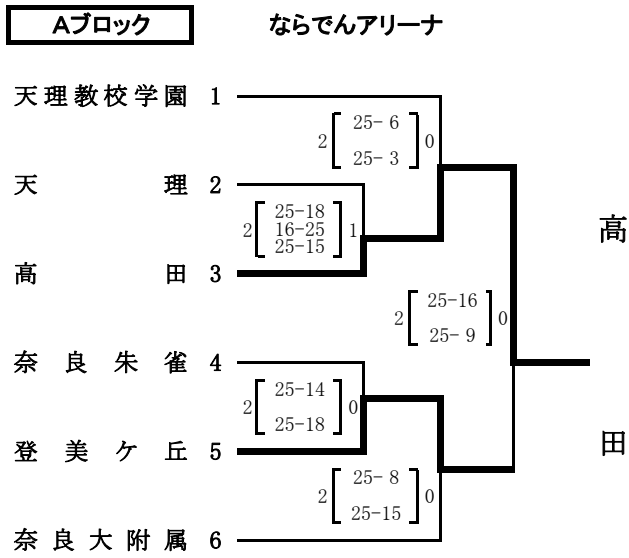 Aブロック ならでんアリーナ
天理教校学園 1
2 25- 6 0
25- 3
天理 2
25-18
2 16-25 1
25-15
高田 3
高田
25-16
2 0
25- 9
奈良朱雀 4
25-14
2 0
25-18
登美ケ丘 5
25- 8
2 0
25-15
奈良大附属 6